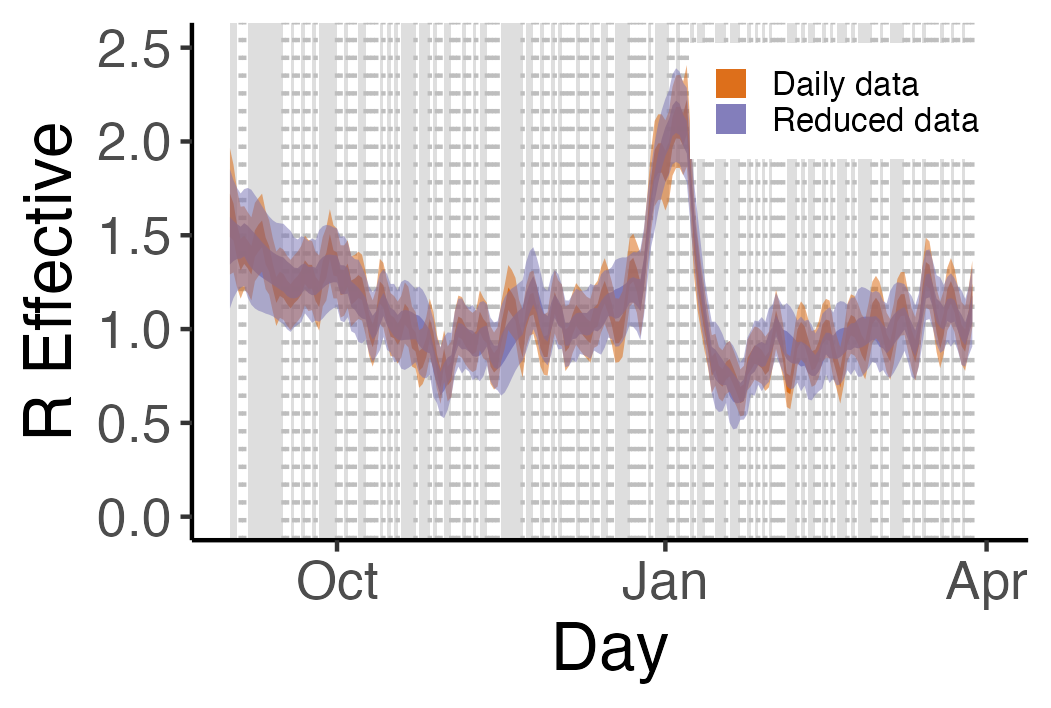 R Effective
2.5
2.0
1.5
1.0
0.5
0.0
Daily data
Reduced data
Oct
Jan
Apr
Day